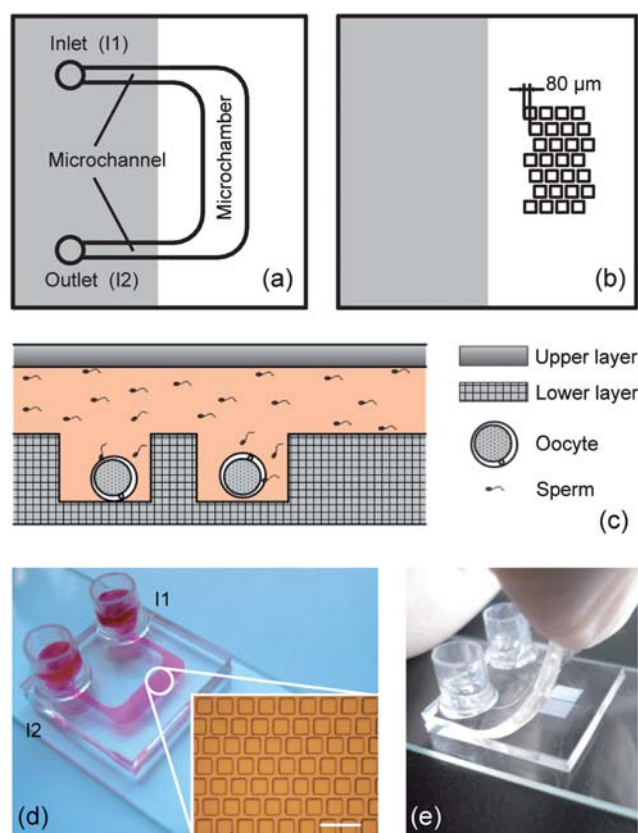 Inlet (I1)
Microchannel
Microchamber
Outlet (I2)
(a)
80 μm
(b)
Upper layer
Lower layer
Oocyte
Sperm
(c)
I1
I2
(d)
(e)